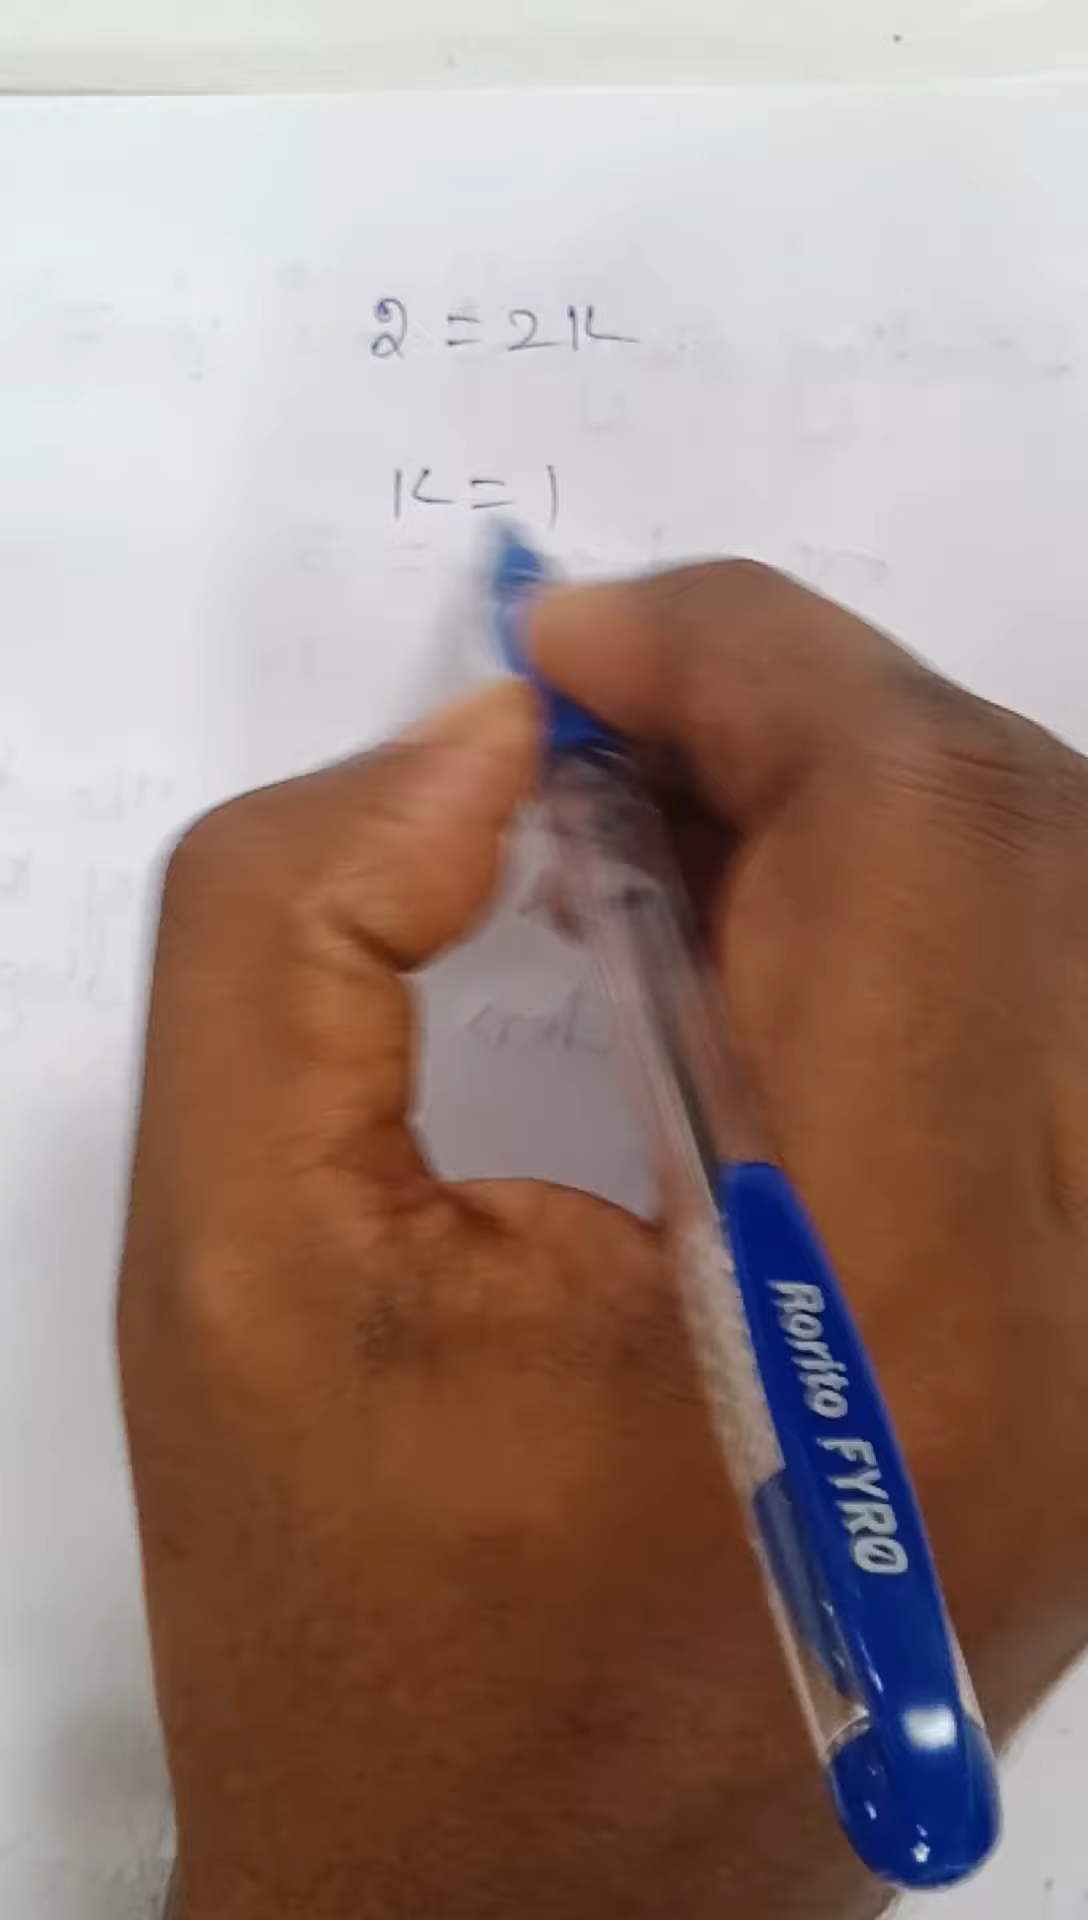 2 = 2K
K = 1
Rorito FYRO